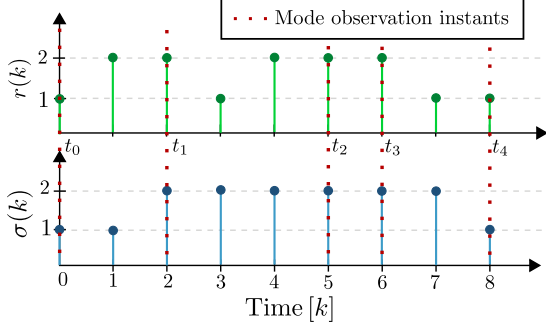 Mode observation instants
r(k)
2
1
t₀ t₁ t₂ t₃ t₄
σ(k)
2
1
0 1 2 3 4 5 6 7 8
Time [k]